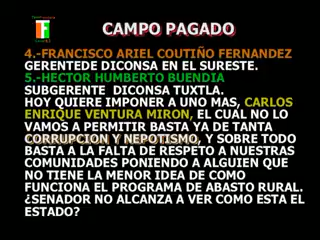 CAMPO PAGADO
4.-FRANCISCO ARIEL COUTIÑO FERNANDEZ
GERENTEDE DICONSA EN EL SURESTE.
5.-HECTOR HUMBERTO BUENDIA
SUBGERENTE DICONSA TUXTLA.
HOY QUIERE IMPONER A UNO MAS, CARLOS
ENRIQUE VENTURA MIRON, EL CUAL NO LO
VAMOS A PERMITIR BASTA YA DE TANTA
CORRUPCION Y NEPOTISMO, Y SOBRE TODO
BASTA A LA FALTA DE RESPETO A NUESTRAS
COMUNIDADES PONIENDO A ALGUIEN QUE
NO TIENE LA MENOR IDEA DE COMO
FUNCIONA EL PROGRAMA DE ABASTO RURAL.
¿SENADOR NO ALCANZA A VER COMO ESTA EL
ESTADO?